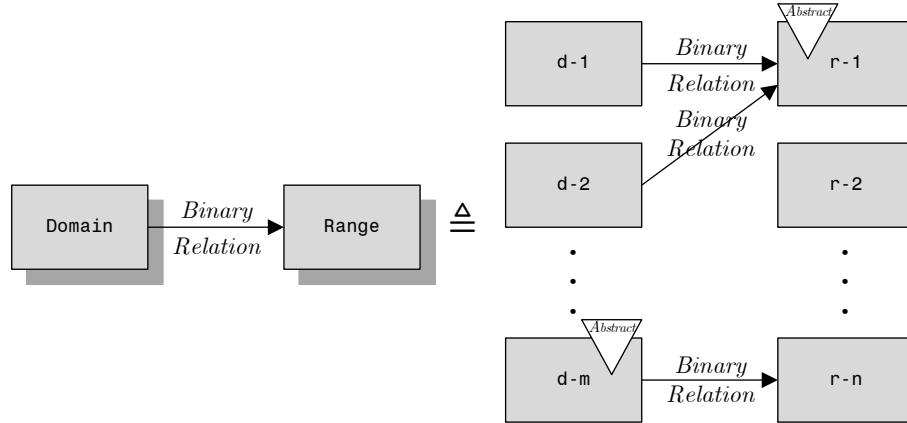 Abstract
d-1
Binary
Relation
r-1
Binary
Relation
d-2
r-2
Domain
Binary
Relation
Range
≜
Abstract
d-m
Binary
Relation
r-n